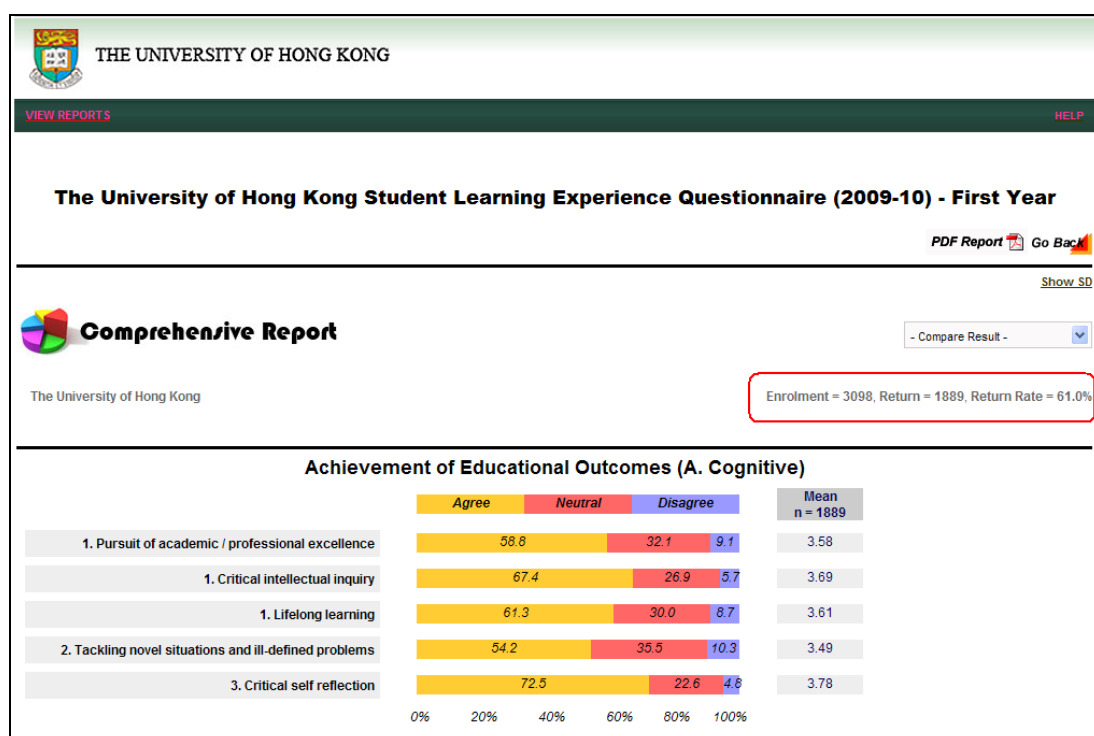 THE UNIVERSITY OF HONG KONG
VIEW REPORTS HELP
The University of Hong Kong Student Learning Experience Questionnaire (2009-10) - First Year
PDF Report Go Back
Show SD
Comprehensive Report
- Compare Result -
The University of Hong Kong Enrolment = 3098, Return = 1889, Return Rate = 61.0%
Achievement of Educational Outcomes (A. Cognitive)
Agree Neutral Disagree Mean
n = 1889
1. Pursuit of academic / professional excellence 58.8 32.1 9.1 3.58
1. Critical intellectual inquiry 67.4 26.9 5.7 3.69
1. Lifelong learning 61.3 30.0 8.7 3.61
2. Tackling novel situations and ill-defined problems 54.2 35.5 10.3 3.49
3. Critical self reflection 72.5 22.6 4.8 3.78
0% 20% 40% 60% 80% 100%